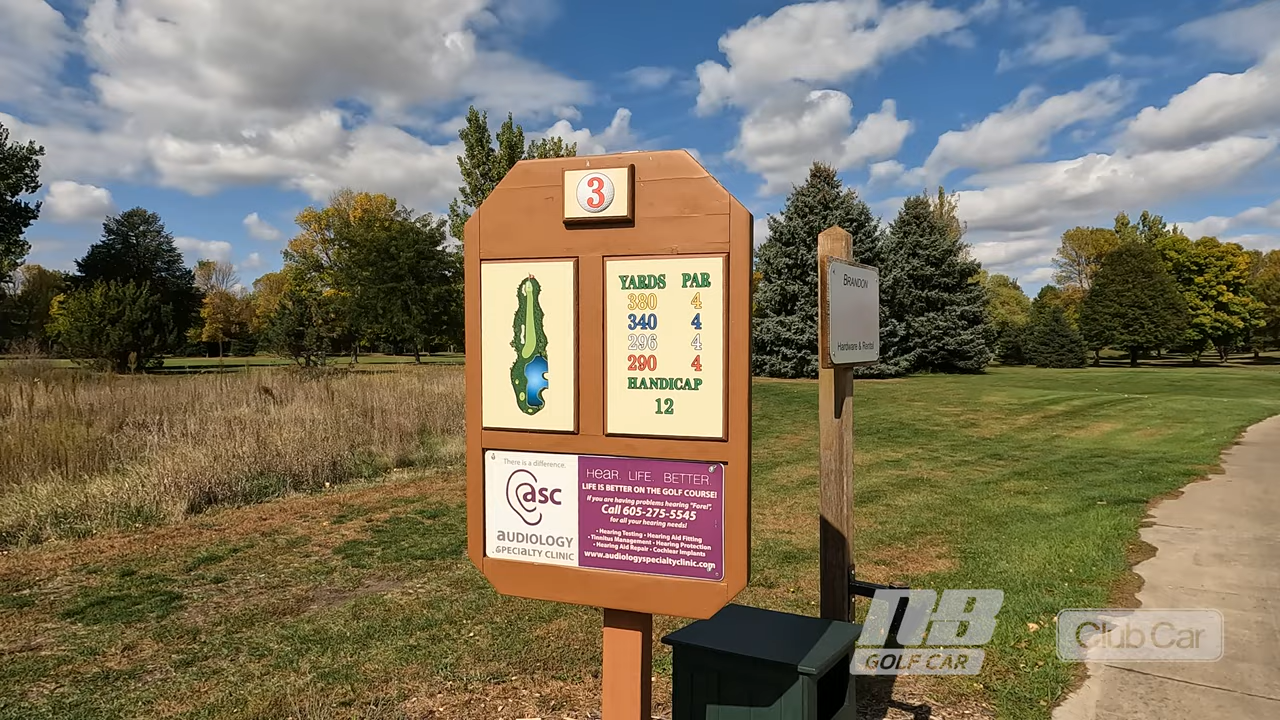 3
YARDS PAR
380 4
340 4
296 4
290 4
HANDICAP
12
BRANDON
Hardware & Rental
There is a difference.
asc
AUDIOLOGY
SPECIALTY CLINIC
Hear. LIFE. BETTER.
LIFE IS BETTER ON THE GOLF COURSE!
If you are having problems hearing "Fore!",
Call 605-275-5545
for all your hearing needs!
• Hearing Testing • Hearing Aid Fitting
• Tinnitus Management • Hearing Protection
• Hearing Aid Repair • Cochlear Implants
www.audiologyspecialtyclinic.com
NB
GOLF CAR
Club Car